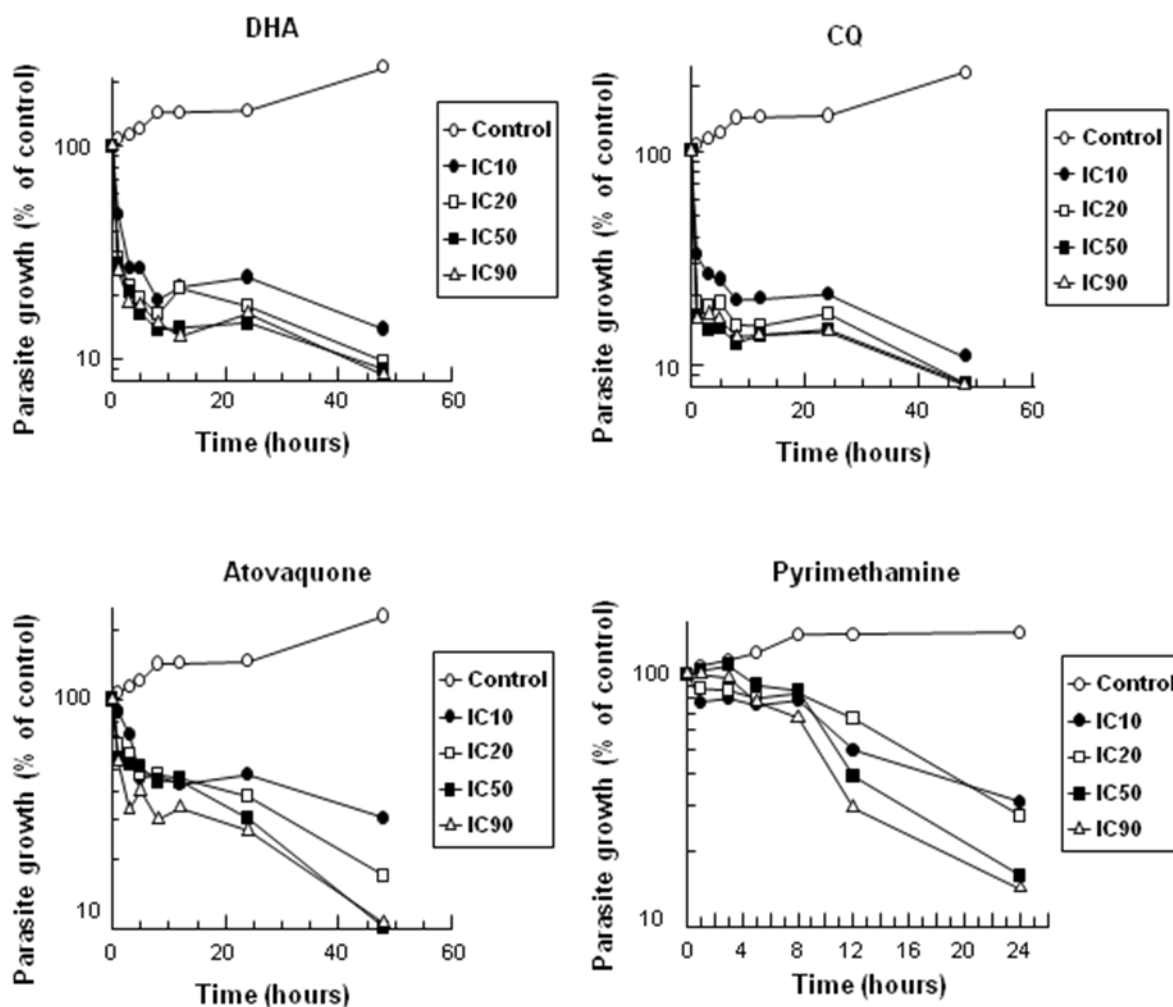 DHA
Parasite growth (% of control)
100
10
0
20
40
60
Time (hours)
Control
IC10
IC20
IC50
IC90
CQ
Parasite growth (% of control)
100
10
0
20
40
60
Time (hours)
Control
IC10
IC20
IC50
IC90
Atovaquone
Parasite growth (% of control)
100
10
0
20
40
60
Time (hours)
Control
IC10
IC20
IC50
IC90
Pyrimethamine
Parasite growth (% of control)
100
10
0
4
8
12
16
20
24
Time (hours)
Control
IC10
IC20
IC50
IC90